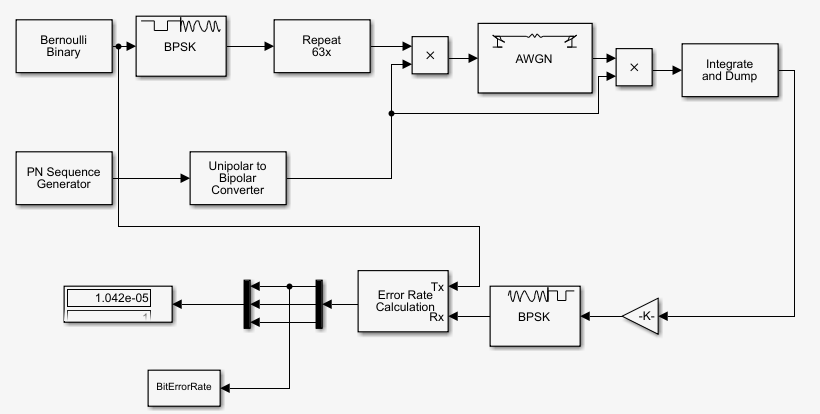 Bernoulli
Binary
BPSK
Repeat
63x
×
AWGN
×
Integrate
and Dump
PN Sequence
Generator
Unipolar to
Bipolar
Converter
1.042e-05
Error Rate
Calculation
Tx
Rx
BPSK
-K-
BitErrorRate